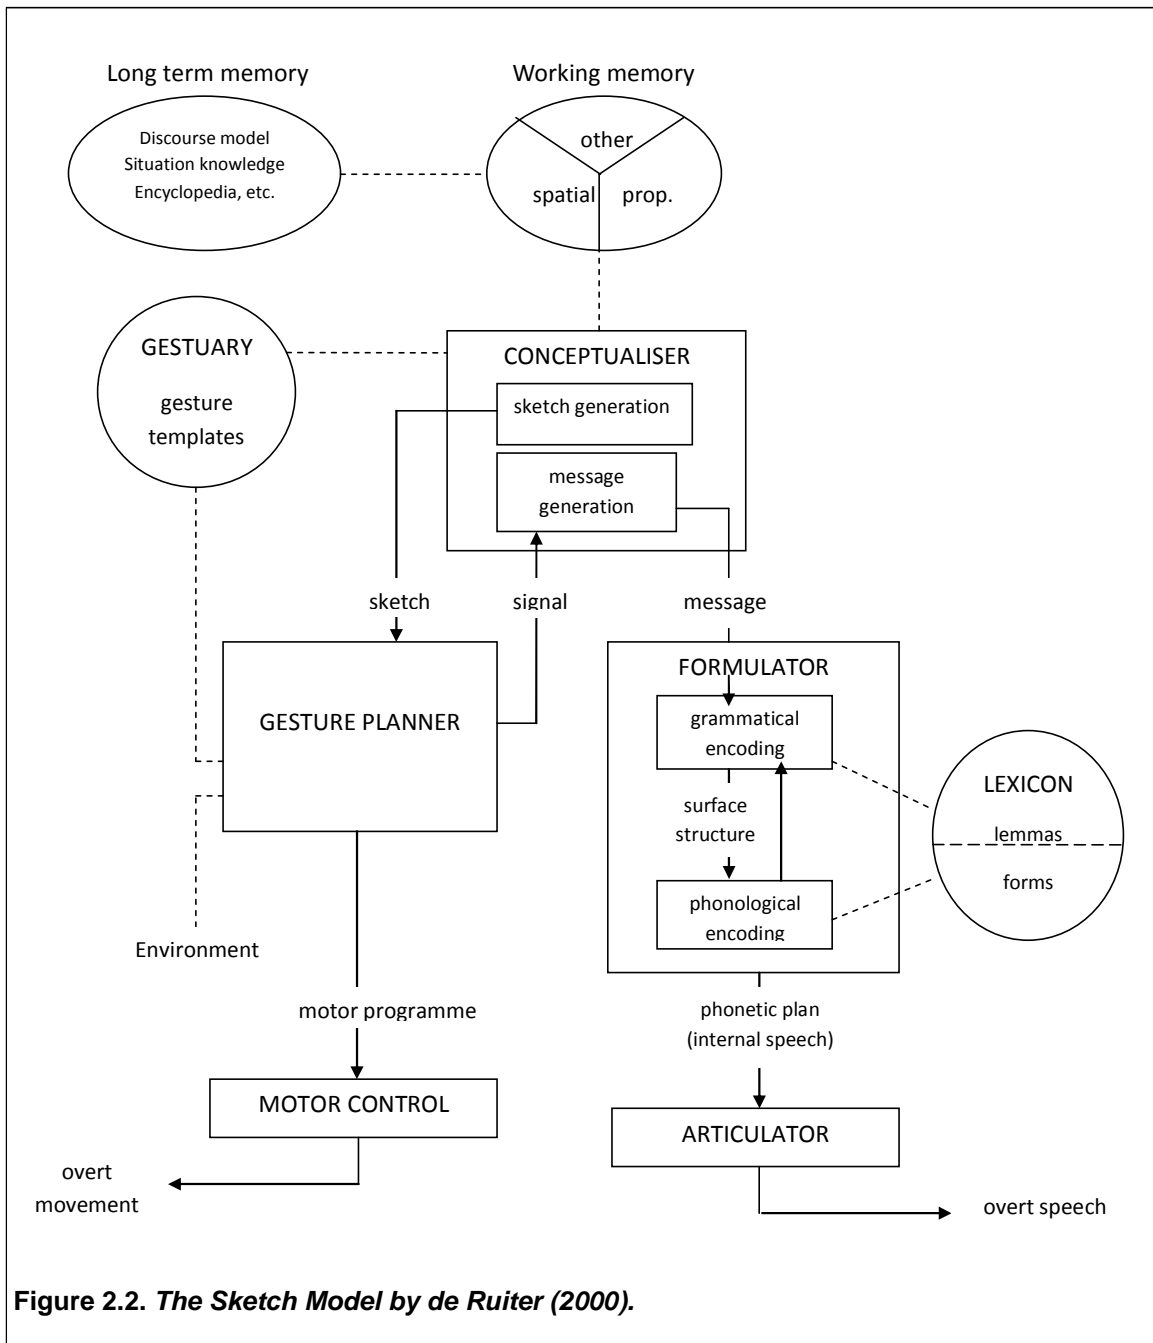 Long term memory
Working memory
Discourse model
Situation knowledge
Encyclopedia, etc.
other
spatial
prop.
GESTUARY
gesture
templates
CONCEPTUALISER
sketch generation
message
generation
sketch
signal
message
GESTURE PLANNER
FORMULATOR
grammatical
encoding
surface
structure
phonological
encoding
LEXICON
lemmas
forms
Environment
motor programme
phonetic plan
(internal speech)
MOTOR CONTROL
ARTICULATOR
overt
movement
overt speech
Figure 2.2. The Sketch Model by de Ruiter (2000).